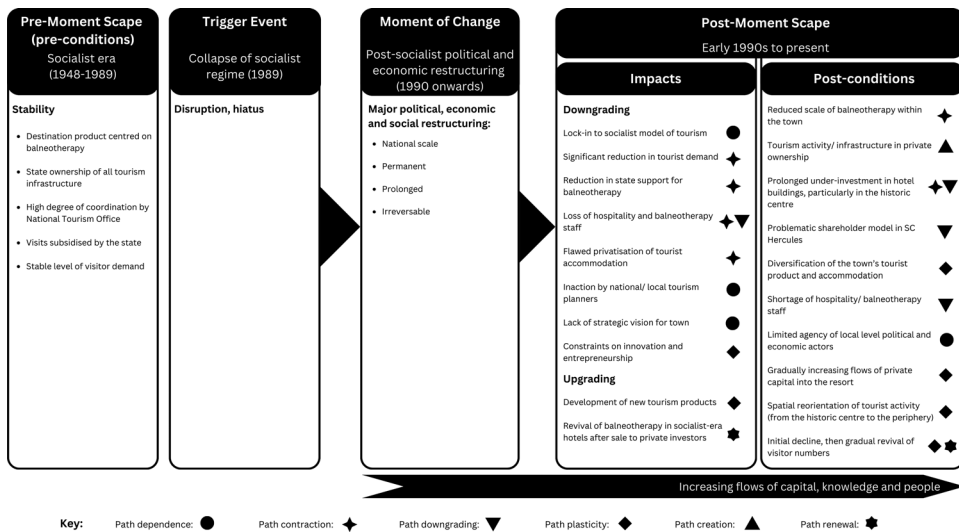 Pre-Moment Scape
(pre-conditions)
Socialist era
(1948-1989)
Stability
• Destination product centred on
balneotherapy
• State ownership of all tourism
infrastructure
• High degree of coordination by
National Tourism Office
• Visits subsidised by the state
• Stable level of visitor demand
Trigger Event
Collapse of socialist
regime (1989)
Disruption, hiatus
Moment of Change
Post-socialist political and
economic restructuring
(1990 onwards)
Major political, economic
and social restructuring:
• National scale
• Permanent
• Prolonged
• Irreversable
Post-Moment Scape
Early 1990s to present
Impacts
Downgrading
Lock-in to socialist model of tourism
Significant reduction in tourist demand
Reduction in state support for
balneotherapy
Loss of hospitality and balneotherapy
staff
Flawed privatisation of tourist
accommodation
Inaction by national/ local tourism
planners
Lack of strategic vision for town
Constraints on innovation and
entrepreneurship
Upgrading
Development of new tourism products
Revival of balneotherapy in socialist-era
hotels after sale to private investors
Post-conditions
Reduced scale of balneotherapy within
the town
Tourism activity/ infrastructure in private
ownership
Prolonged under-investment in hotel
buildings, particularly in the historic
centre
Problematic shareholder model in SC
Hercules
Diversification of the town's tourist
product and accommodation
Shortage of hospitality/ balneotherapy
staff
Limited agency of local level political and
economic actors
Gradually increasing flows of private
capital into the resort
Spatial reorientation of tourist activity
(from the historic centre to the periphery)
Initial decline, then gradual revival of
visitor numbers
Increasing flows of capital, knowledge and people
Key: Path dependence: Path contraction: Path downgrading: Path plasticity: Path creation: Path renewal: